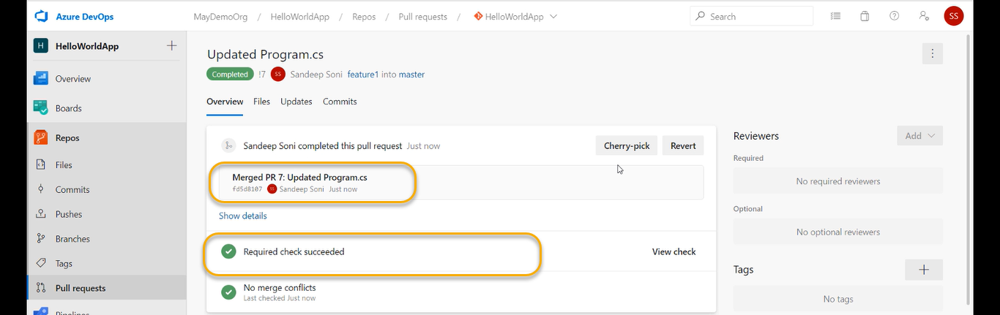 Azure DevOps
MayDemoOrg / HelloWorldApp / Repos / Pull requests / HelloWorldApp
Search
SS
H HelloWorldApp
Overview
Boards
Repos
Files
Commits
Pushes
Branches
Tags
Pull requests
Pipelines
Updated Program.cs
Completed !7 SS Sandeep Soni feature1 into master
Overview Files Updates Commits
Sandeep Soni completed this pull request Just now
Cherry-pick Revert
Merged PR 7: Updated Program.cs
fd5d8107 SS Sandeep Soni Just now
Show details
Required check succeeded
View check
No merge conflicts
Last checked Just now
Reviewers
Add
Required
No required reviewers
Optional
No optional reviewers
Tags
No tags